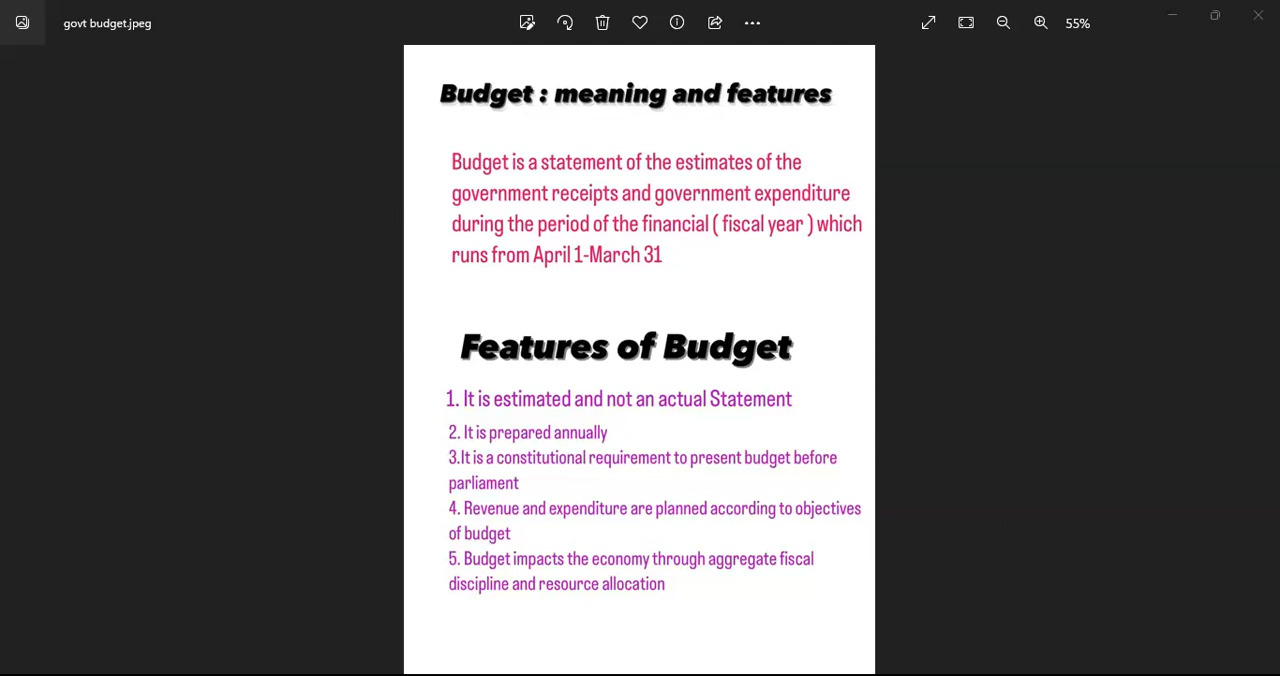 govt budget.jpeg
55%
Budget : meaning and features
Budget is a statement of the estimates of the
government receipts and government expenditure
during the period of the financial ( fiscal year ) which
runs from April 1-March 31
Features of Budget
1. It is estimated and not an actual Statement
2. It is prepared annually
3.It is a constitutional requirement to present budget before
parliament
4. Revenue and expenditure are planned according to objectives
of budget
5. Budget impacts the economy through aggregate fiscal
discipline and resource allocation